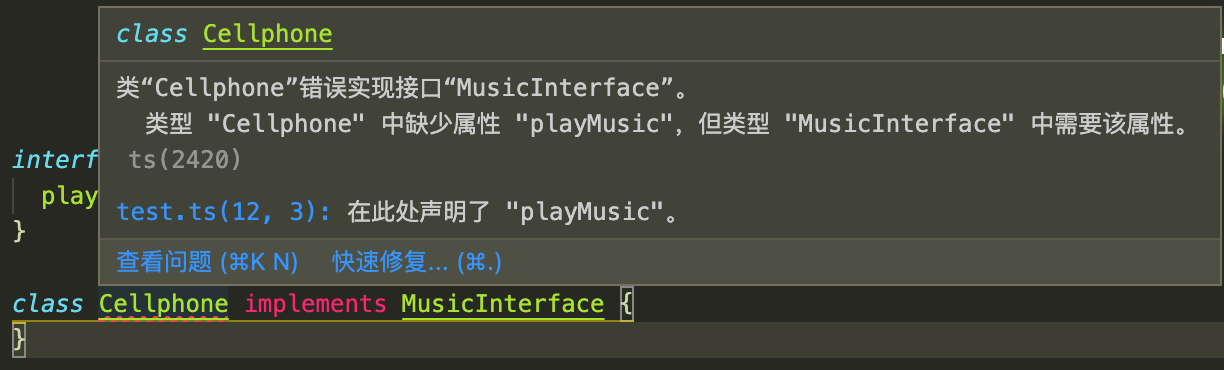 class Cellphone
类“Cellphone”错误实现接口“MusicInterface”。
类型 "Cellphone" 中缺少属性 "playMusic"，但类型 "MusicInterface" 中需要该属性。
interf ts(2420)
play test.ts(12, 3): 在此处声明了 "playMusic"。
}
查看问题 (⌘K N) 快速修复... (⌘.)
class Cellphone implements MusicInterface {
}